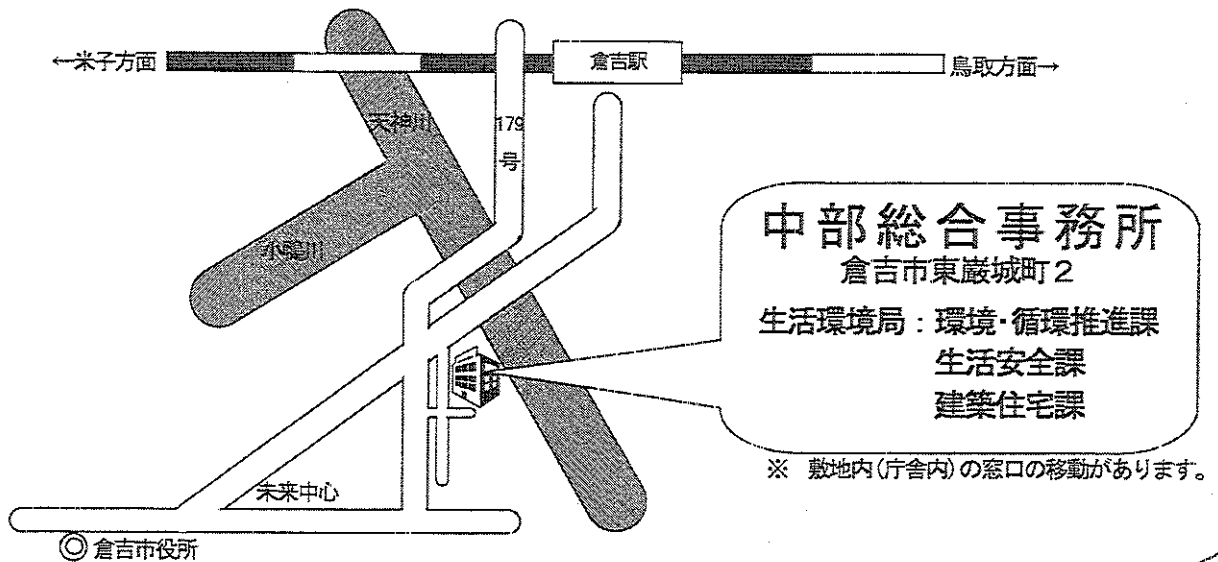 ←米子方面
倉吉駅
鳥取方面→
天神川
179
号
小鴨川
中部総合事務所
倉吉市東巌城町2
生活環境局：環境・循環推進課
生活安全課
建築住宅課
※ 敷地内(庁舎内)の窓口の移動があります。
未来中心
◎倉吉市役所